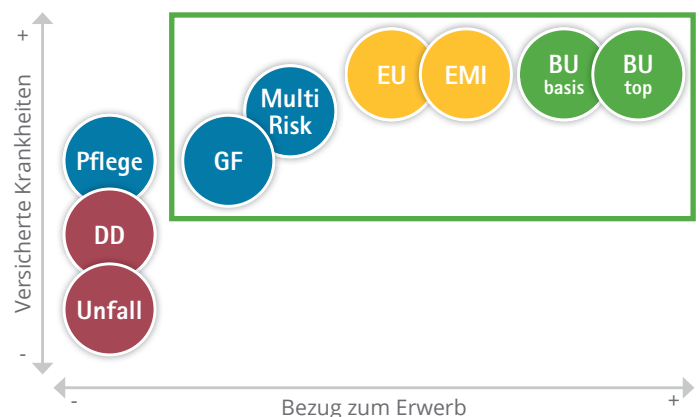 +
Versicherte Krankheiten
-
EU
EMI
BU
basis
BU
top
Multi
Risk
Pflege
GF
DD
Unfall
-
Bezug zum Erwerb
+